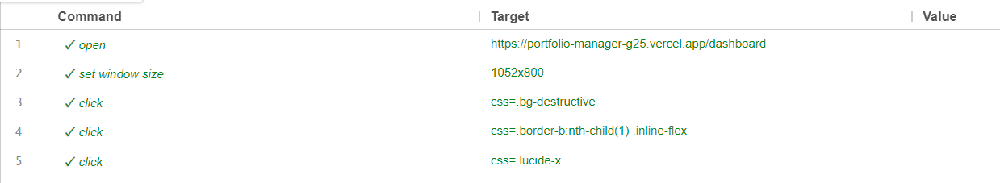 Command Target Value
1 ✓ open https://portfolio-manager-g25.vercel.app/dashboard
2 ✓ set window size 1052x800
3 ✓ click css=.bg-destructive
4 ✓ click css=.border-b:nth-child(1) .inline-flex
5 ✓ click css=.lucide-x